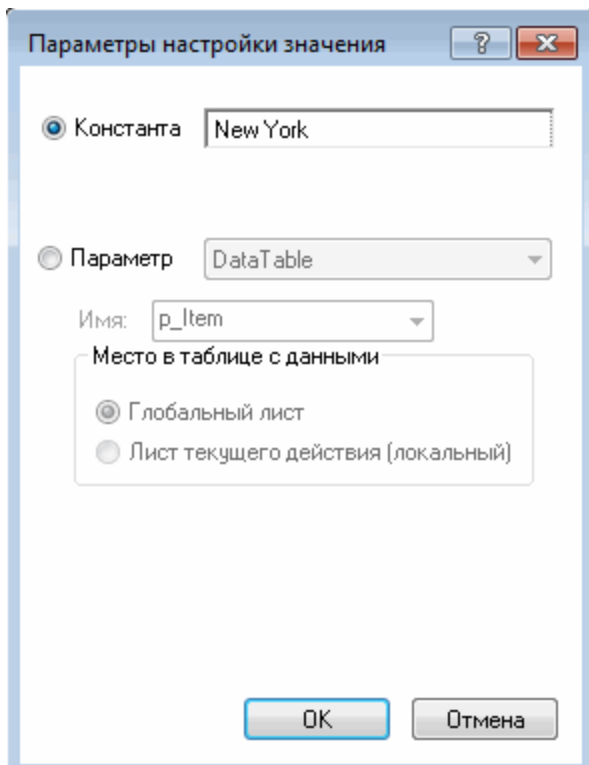 Параметры настройки значения
Константа New York
Параметр DataTable
Имя: p_Item
Место в таблице с данными
Глобальный лист
Лист текущего действия (локальный)
OK Отмена